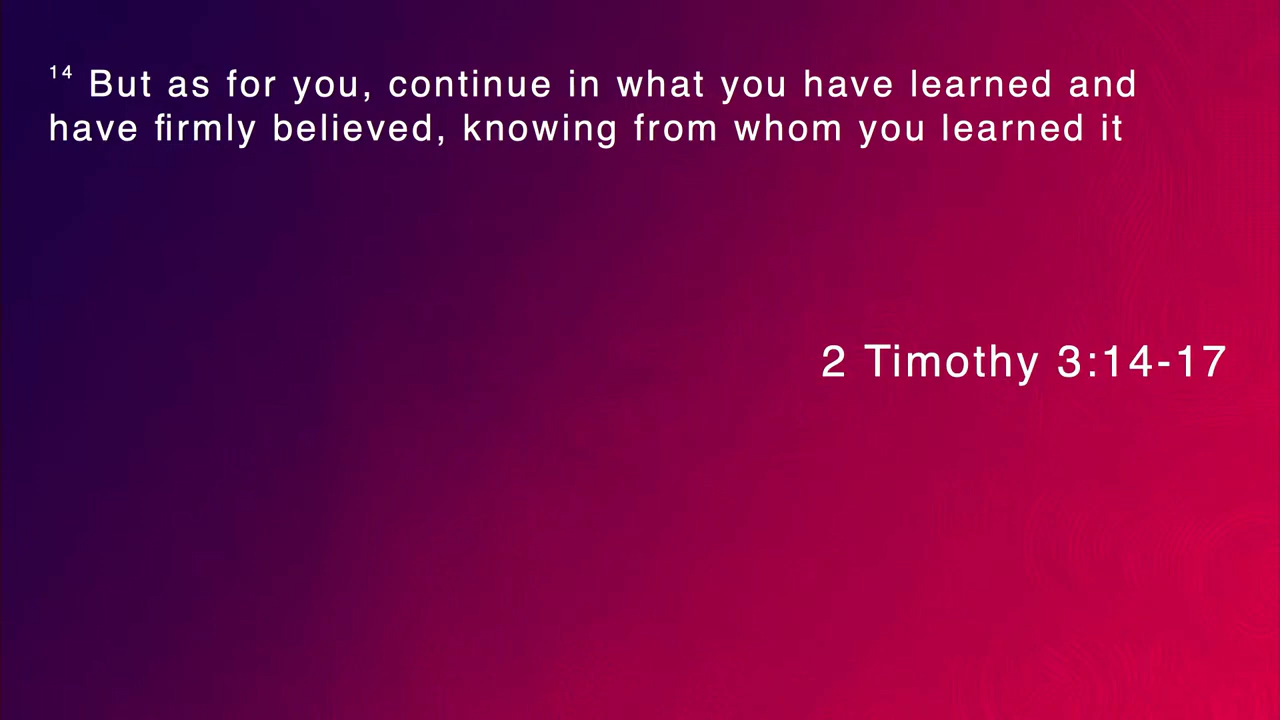 14 But as for you, continue in what you have learned and
have firmly believed, knowing from whom you learned it
2 Timothy 3:14-17